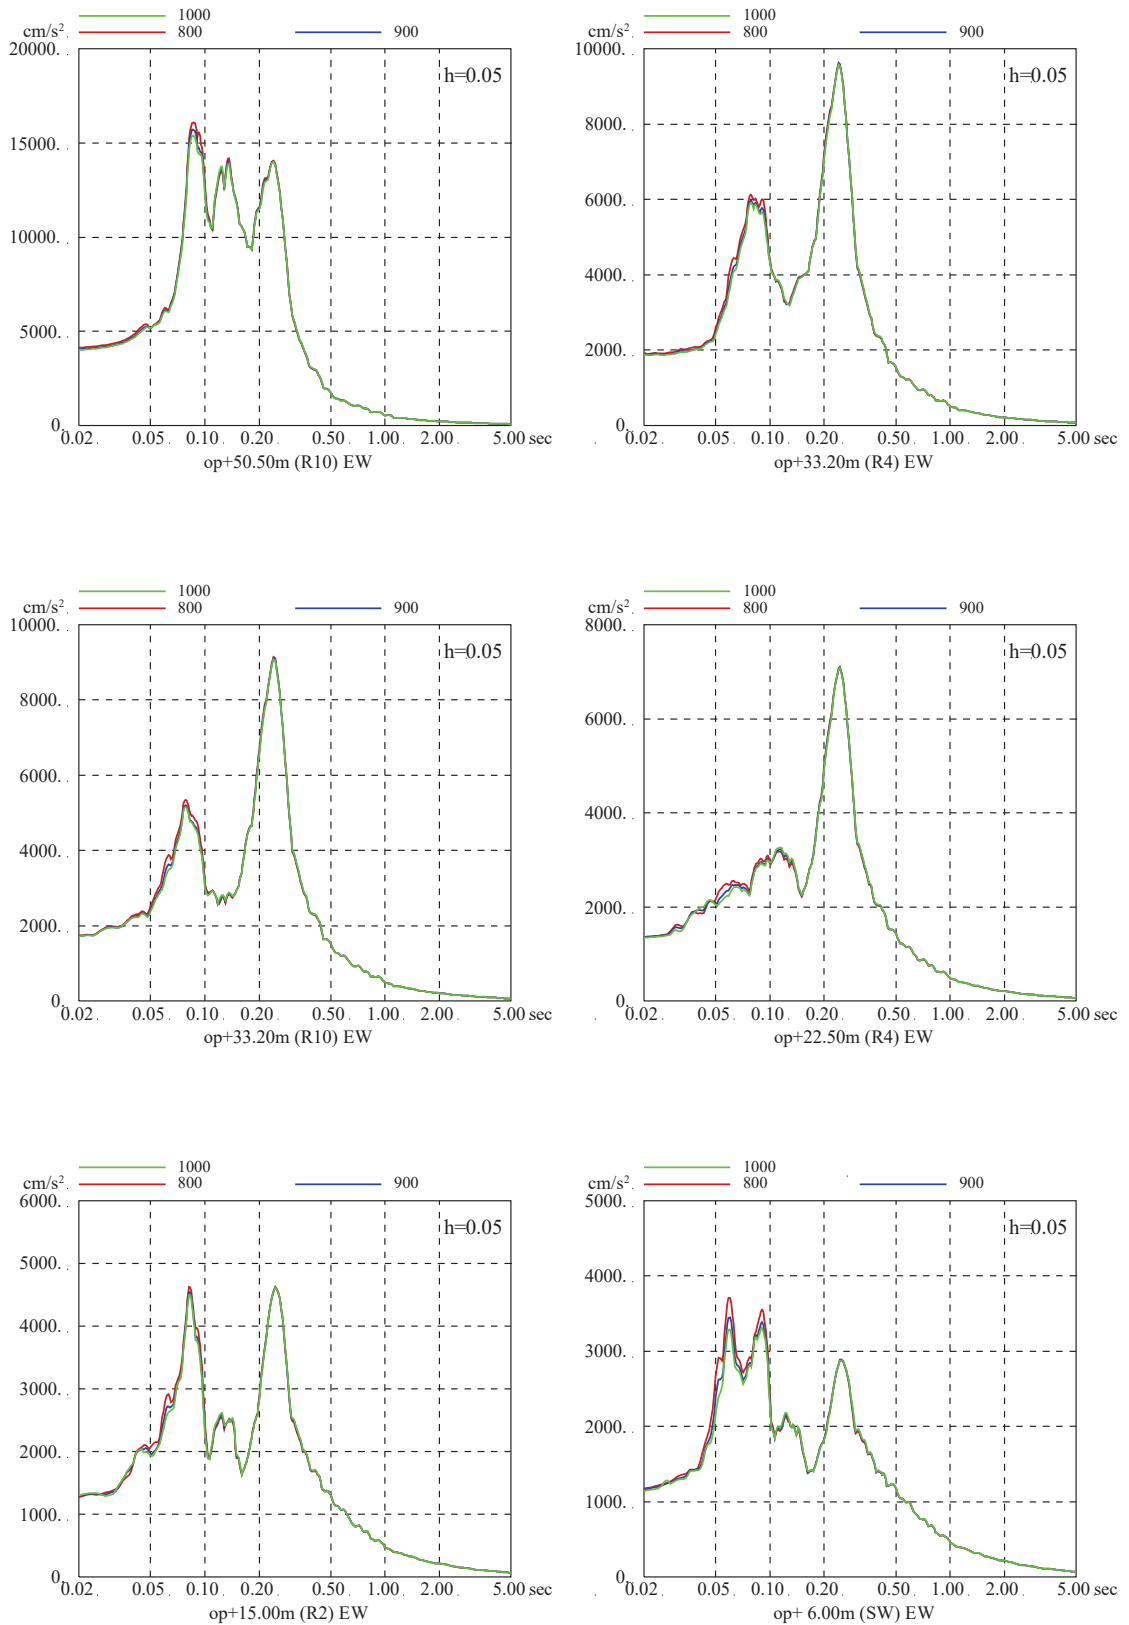 1000
cm/s². 800 900
20000.
h=0.05
15000.
10000.
5000.
0.
0.02 0.05 0.10 0.20 0.50 1.00 2.00 5.00 sec
op+50.50m (R10) EW
1000
cm/s². 800 900
10000.
h=0.05
8000.
6000.
4000.
2000.
0.
0.02 0.05 0.10 0.20 0.50 1.00 2.00 5.00 sec
op+33.20m (R4) EW
1000
cm/s². 800 900
10000.
h=0.05
8000.
6000.
4000.
2000.
0.
0.02 0.05 0.10 0.20 0.50 1.00 2.00 5.00 sec
op+33.20m (R10) EW
1000
cm/s². 800 900
8000.
h=0.05
6000.
4000.
2000.
0.
0.02 0.05 0.10 0.20 0.50 1.00 2.00 5.00 sec
op+22.50m (R4) EW
1000
cm/s². 800 900
6000.
h=0.05
5000.
4000.
3000.
2000.
1000.
0.
0.02 0.05 0.10 0.20 0.50 1.00 2.00 5.00 sec
op+15.00m (R2) EW
1000
cm/s². 800 900
5000.
h=0.05
4000.
3000.
2000.
1000.
0.
0.02 0.05 0.10 0.20 0.50 1.00 2.00 5.00 sec
op+ 6.00m (SW) EW